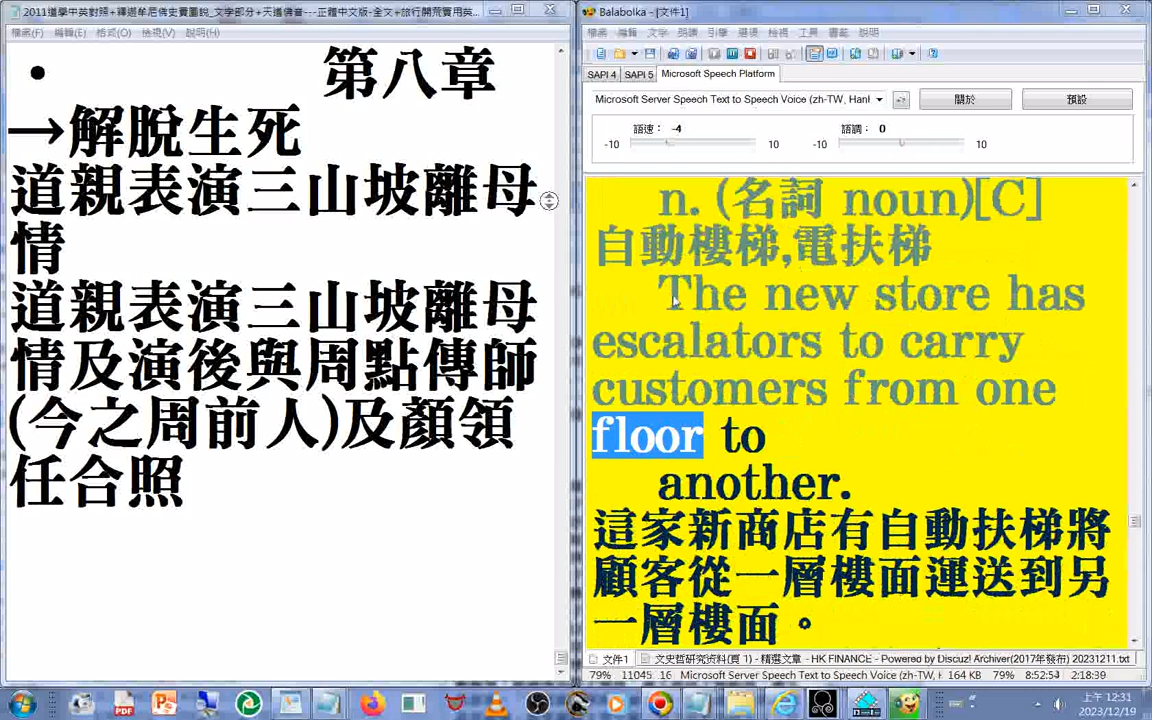 2011道學中英對照+釋迦牟尼佛史實圖說_文字部分+天道佛音---正體中文版-全文+旅行開荒實用英...
檔案(F) 編輯(E) 格式(O) 檢視(V) 說明(H)
• 第八章
→解脫生死
道親表演三山坡離母
情
道親表演三山坡離母
情及演後與周點傳師
(今之周前人)及顏領
任合照
Balabolka - [文件1]
檔案 編輯 文字 朗讀 引擎 選項 檢視 工具 書籤 說明
SAPI 4 SAPI 5 Microsoft Speech Platform
Microsoft Server Speech Text to Speech Voice (zh-TW, Hanl
關於 預設
語速： -4 語調： 0
-10 10 -10 10
n. (名詞 noun)[C]
自動樓梯,電扶梯
The new store has
escalators to carry
customers from one
floor to
another.
這家新商店有自動扶梯將
顧客從一層樓面運送到另
一層樓面。
文件1 文史哲研究资料(頁 1) - 精選文章 - HK FINANCE - Powered by Discuz! Archiver(2017年發布) 20231211.txt
79% 11045 16 Microsoft Server Speech Text to Speech Voice (zh-TW, Ha 164 KB 79% 8:52:54 2:18:39
上午 12:31
2023/12/19